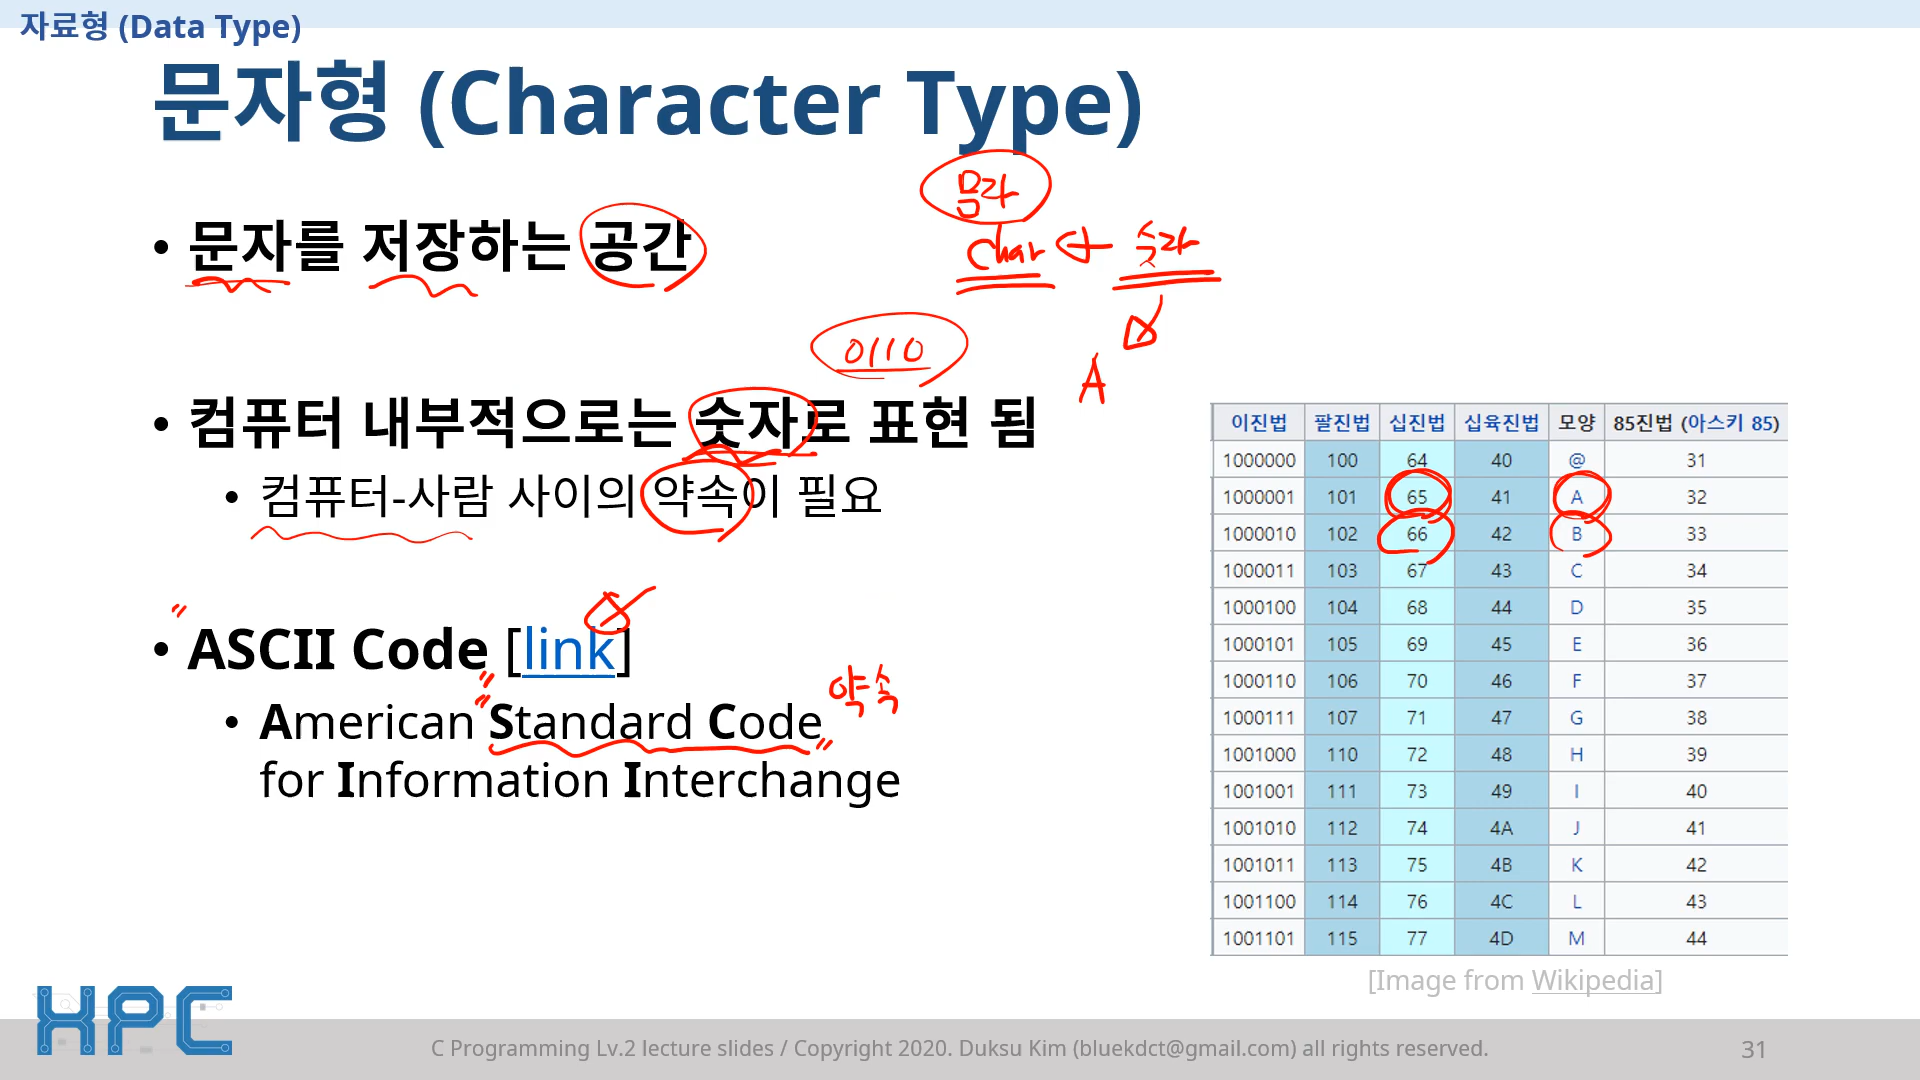 자료형 (Data Type)
문자형 (Character Type)
• 문자를 저장하는 공간
문자
char ← 숫자
0110
A
• 컴퓨터 내부적으로는 숫자로 표현 됨
• 컴퓨터-사람 사이의 약속이 필요
• "ASCII Code" [link]
• American "Standard Code" 약속
for Information Interchange
이진법 팔진법 십진법 십육진법 모양 85진법 (아스키 85)
1000000 100 64 40 @ 31
1000001 101 65 41 A 32
1000010 102 66 42 B 33
1000011 103 67 43 C 34
1000100 104 68 44 D 35
1000101 105 69 45 E 36
1000110 106 70 46 F 37
1000111 107 71 47 G 38
1001000 110 72 48 H 39
1001001 111 73 49 I 40
1001010 112 74 4A J 41
1001011 113 75 4B K 42
1001100 114 76 4C L 43
1001101 115 77 4D M 44
[Image from Wikipedia]
HPC
C Programming Lv.2 lecture slides / Copyright 2020. Duksu Kim (bluekdct@gmail.com) all rights reserved.
31